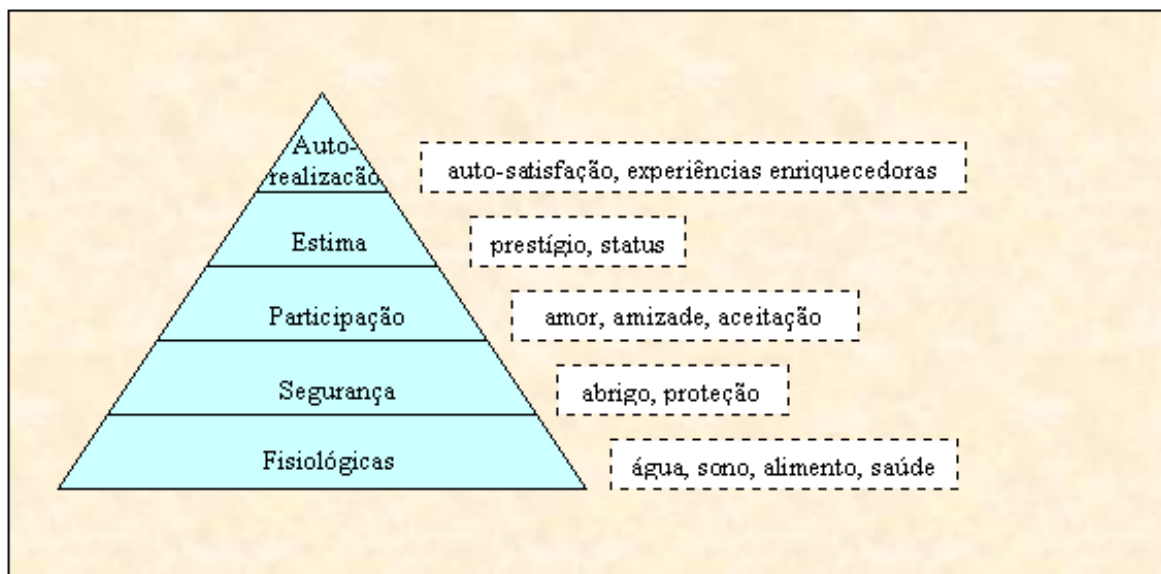 Auto-
realizacão
auto-satisfação, experiências enriquecedoras
Estima
prestígio, status
Participação
amor, amizade, aceitação
Segurança
abrigo, proteção
Fisiológicas
água, sono, alimento, saúde